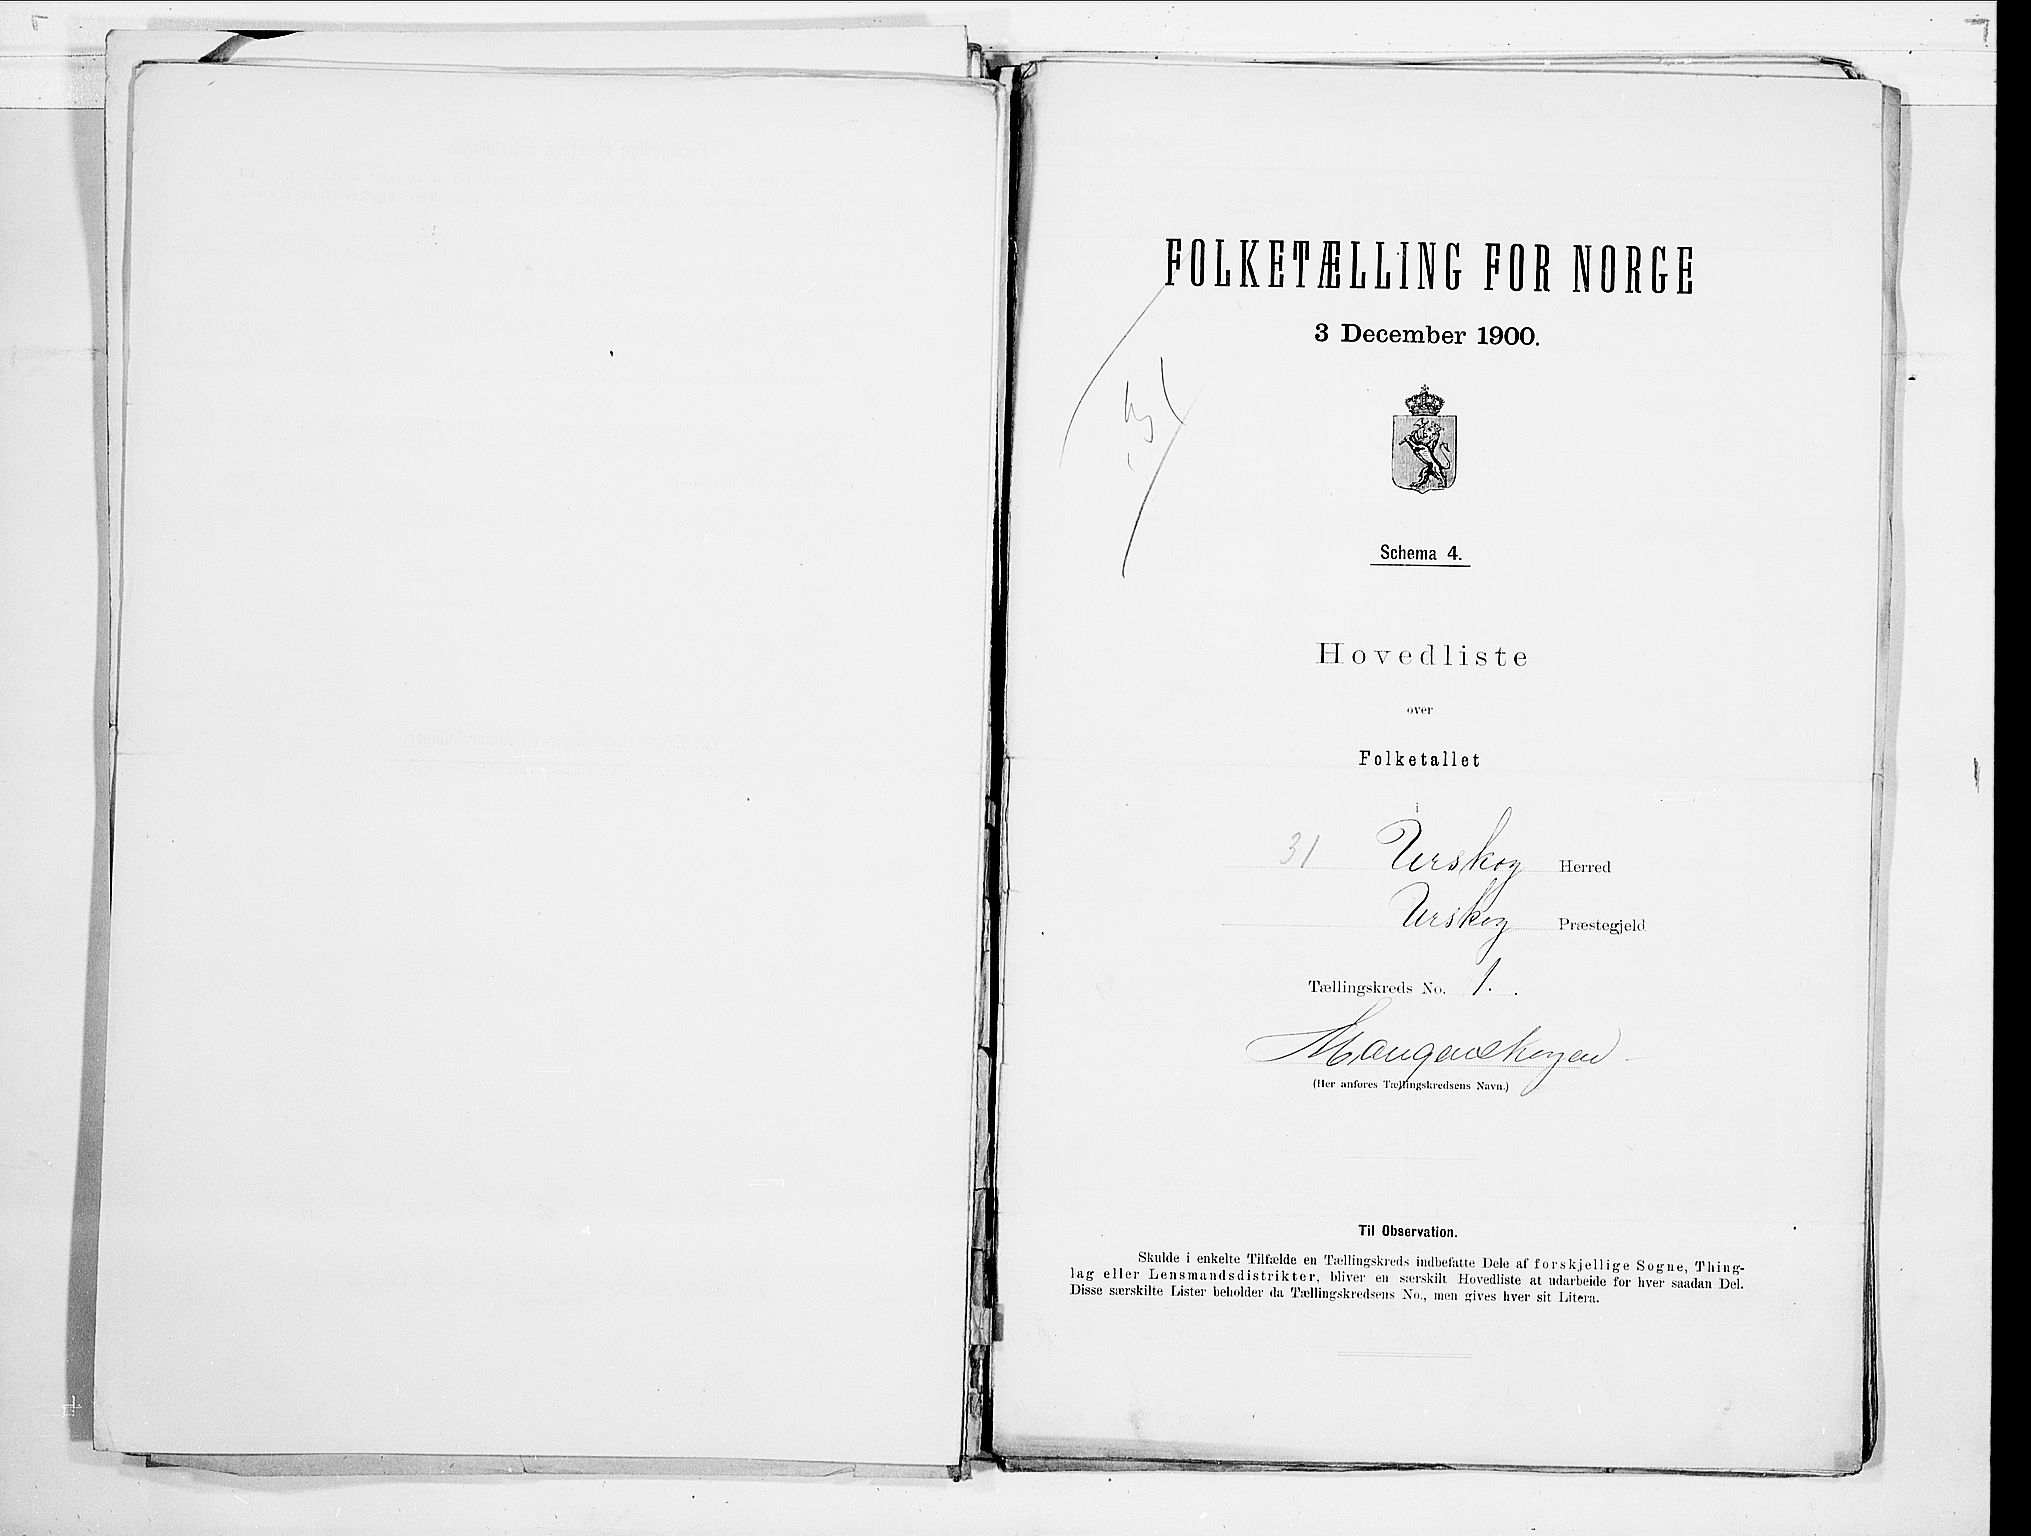 FOLKETÆLLING FOR NORGE
3 December 1900.
Schema 4.
Hovedliste
over
Folketallet
i
31 Urskog Herred
Urskog Præstegjeld
Tællingskreds No. 1.
Mangenskogen
(Her anføres Tællingskredsens Navn.)
Til Observation.
Skulde i enkelte Tilfælde en Tællingskreds indbefatte Dele af forskjellige Sogne, Thing-
lag eller Lensmandsdistrikter, bliver en særskilt Hovedliste at udarbeide for hver saadan Del.
Disse særskilte Lister beholder da Tællingskredsens No., men gives hver sit Litera.